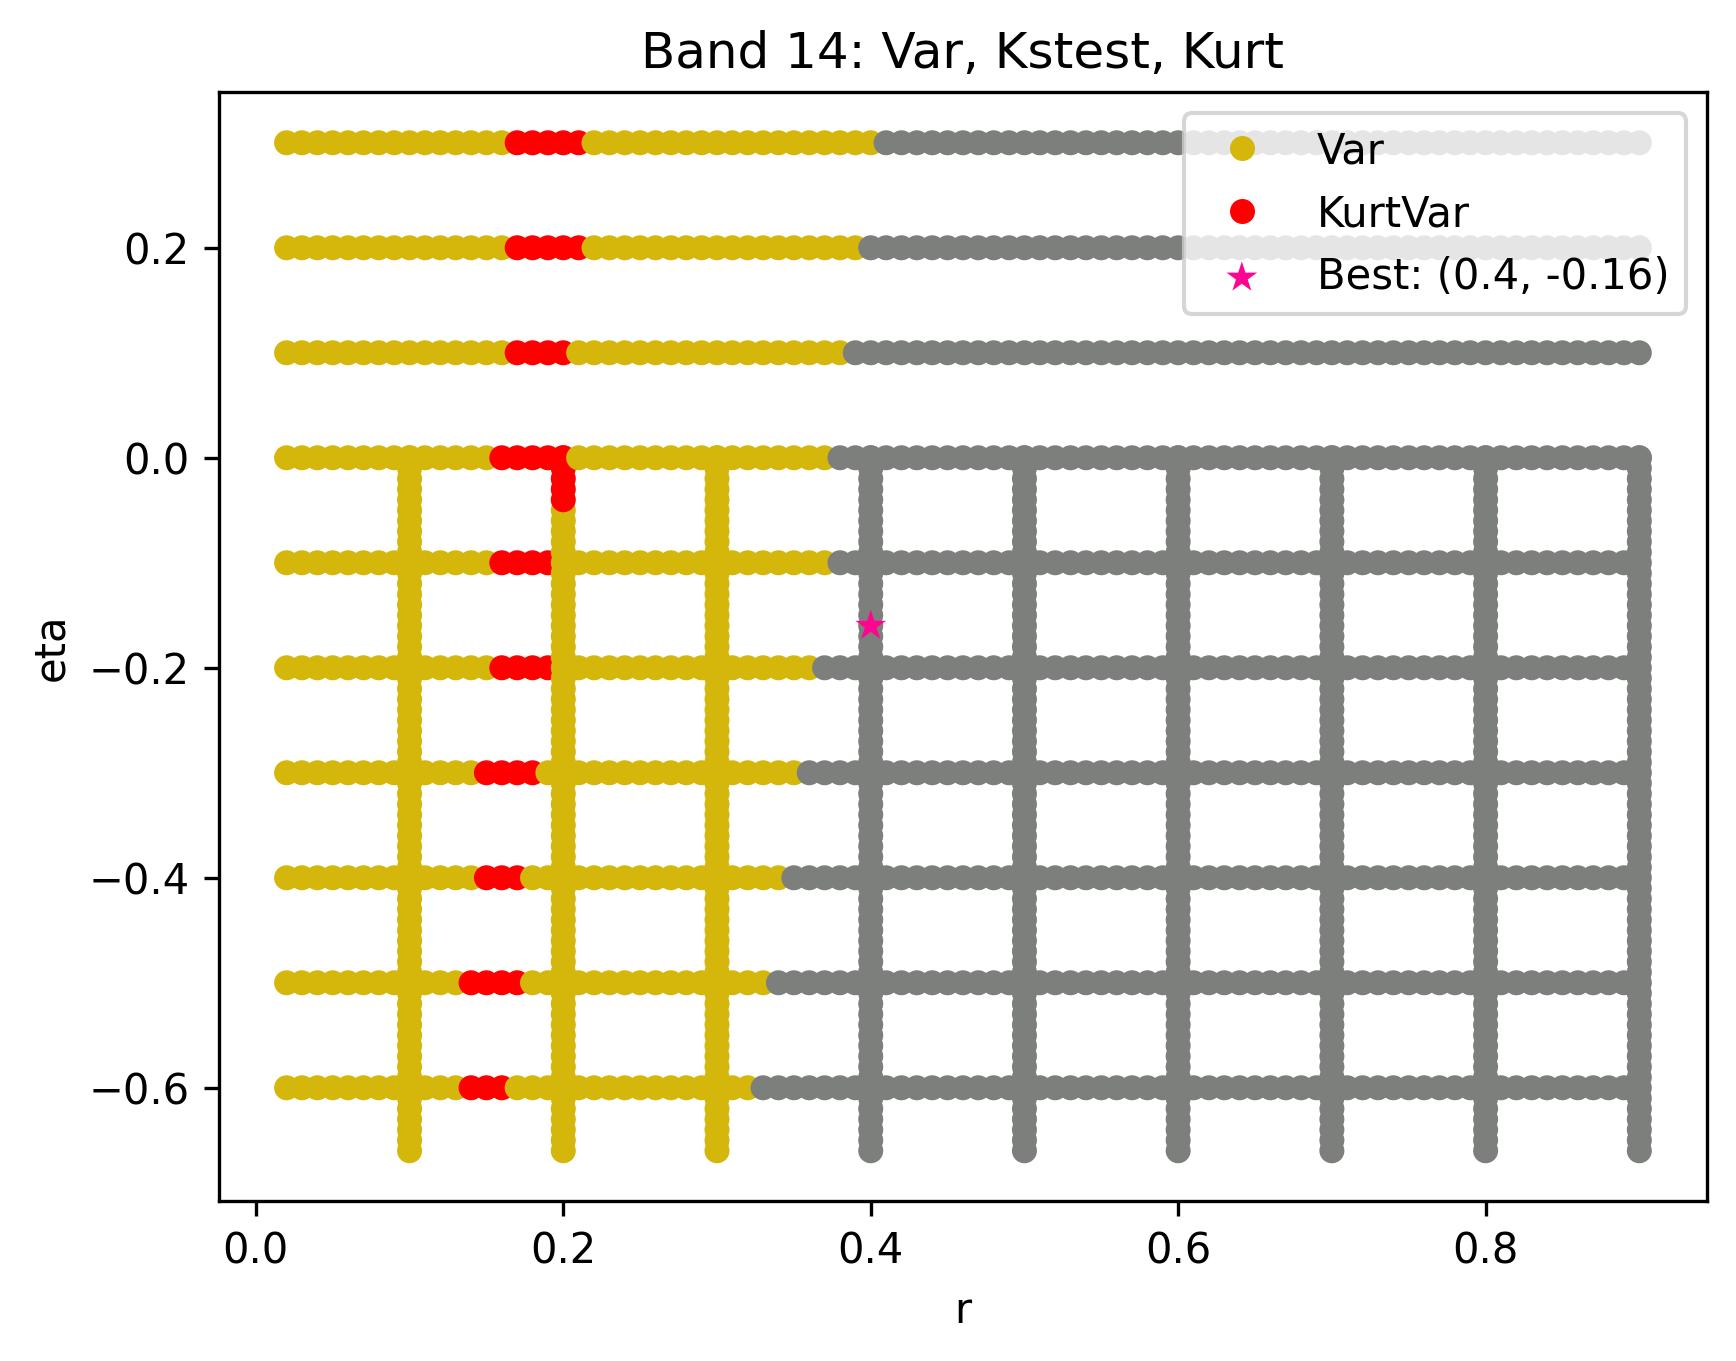 Band 14: Var, Kstest, Kurt
Var
KurtVar
Best: (0.4, -0.16)
0.2
0.0
−0.2
−0.4
−0.6
eta
0.0 0.2 0.4 0.6 0.8
r